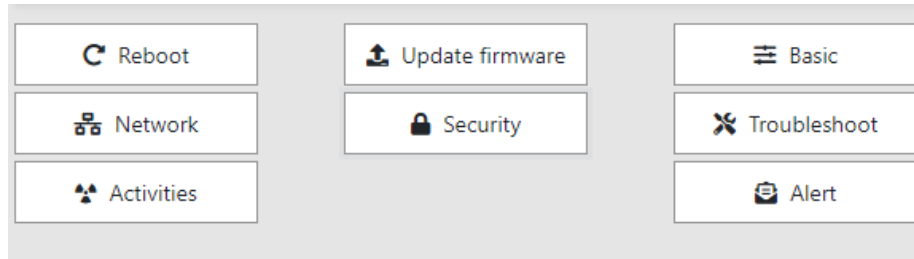 Reboot
Update firmware
Basic
Network
Security
Troubleshoot
Activities
Alert